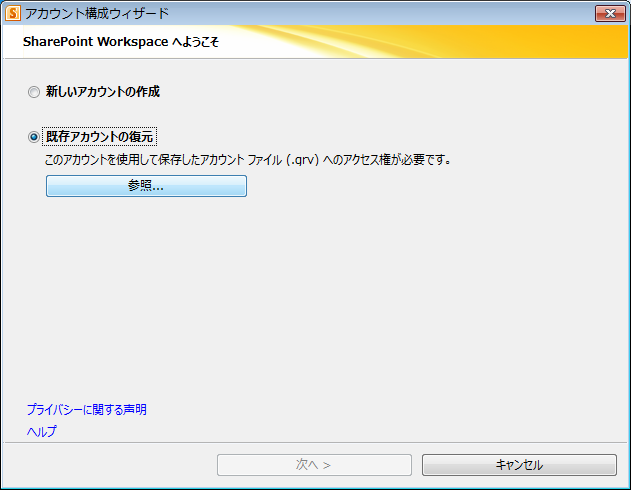 アカウント構成ウィザード
SharePoint Workspace へようこそ
新しいアカウントの作成
既存アカウントの復元
このアカウントを使用して保存したアカウント ファイル (.grv) へのアクセス権が必要です。
参照...
プライバシーに関する声明
ヘルプ
次へ >
キャンセル